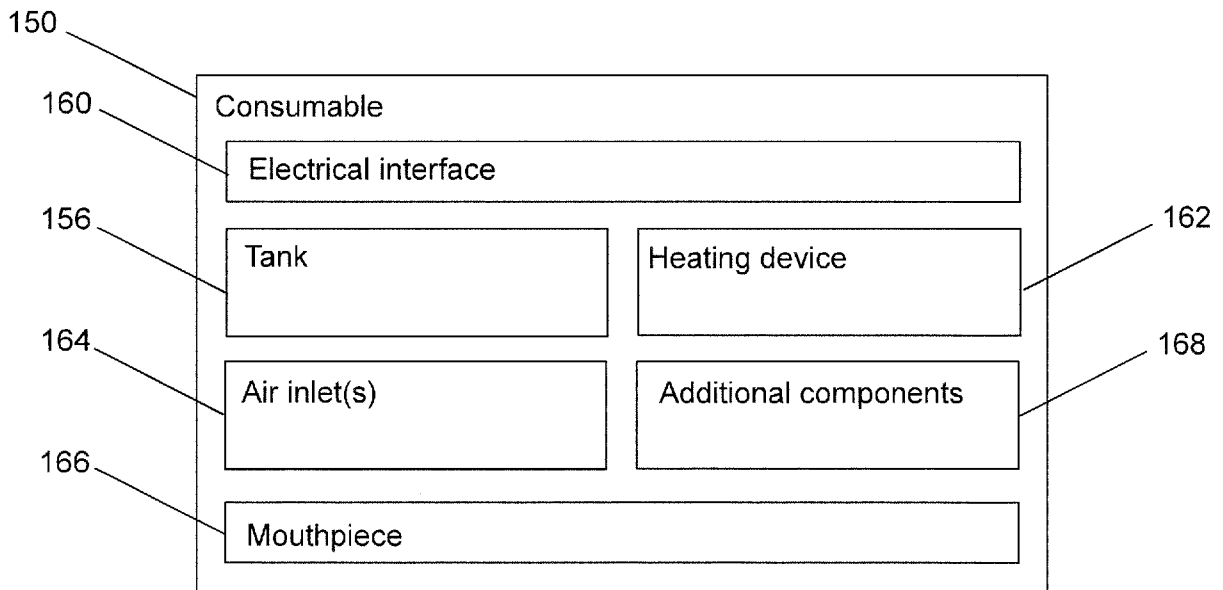 150
Consumable
160
Electrical interface
156
Tank
Heating device
162
164
Air inlet(s)
Additional components
168
166
Mouthpiece